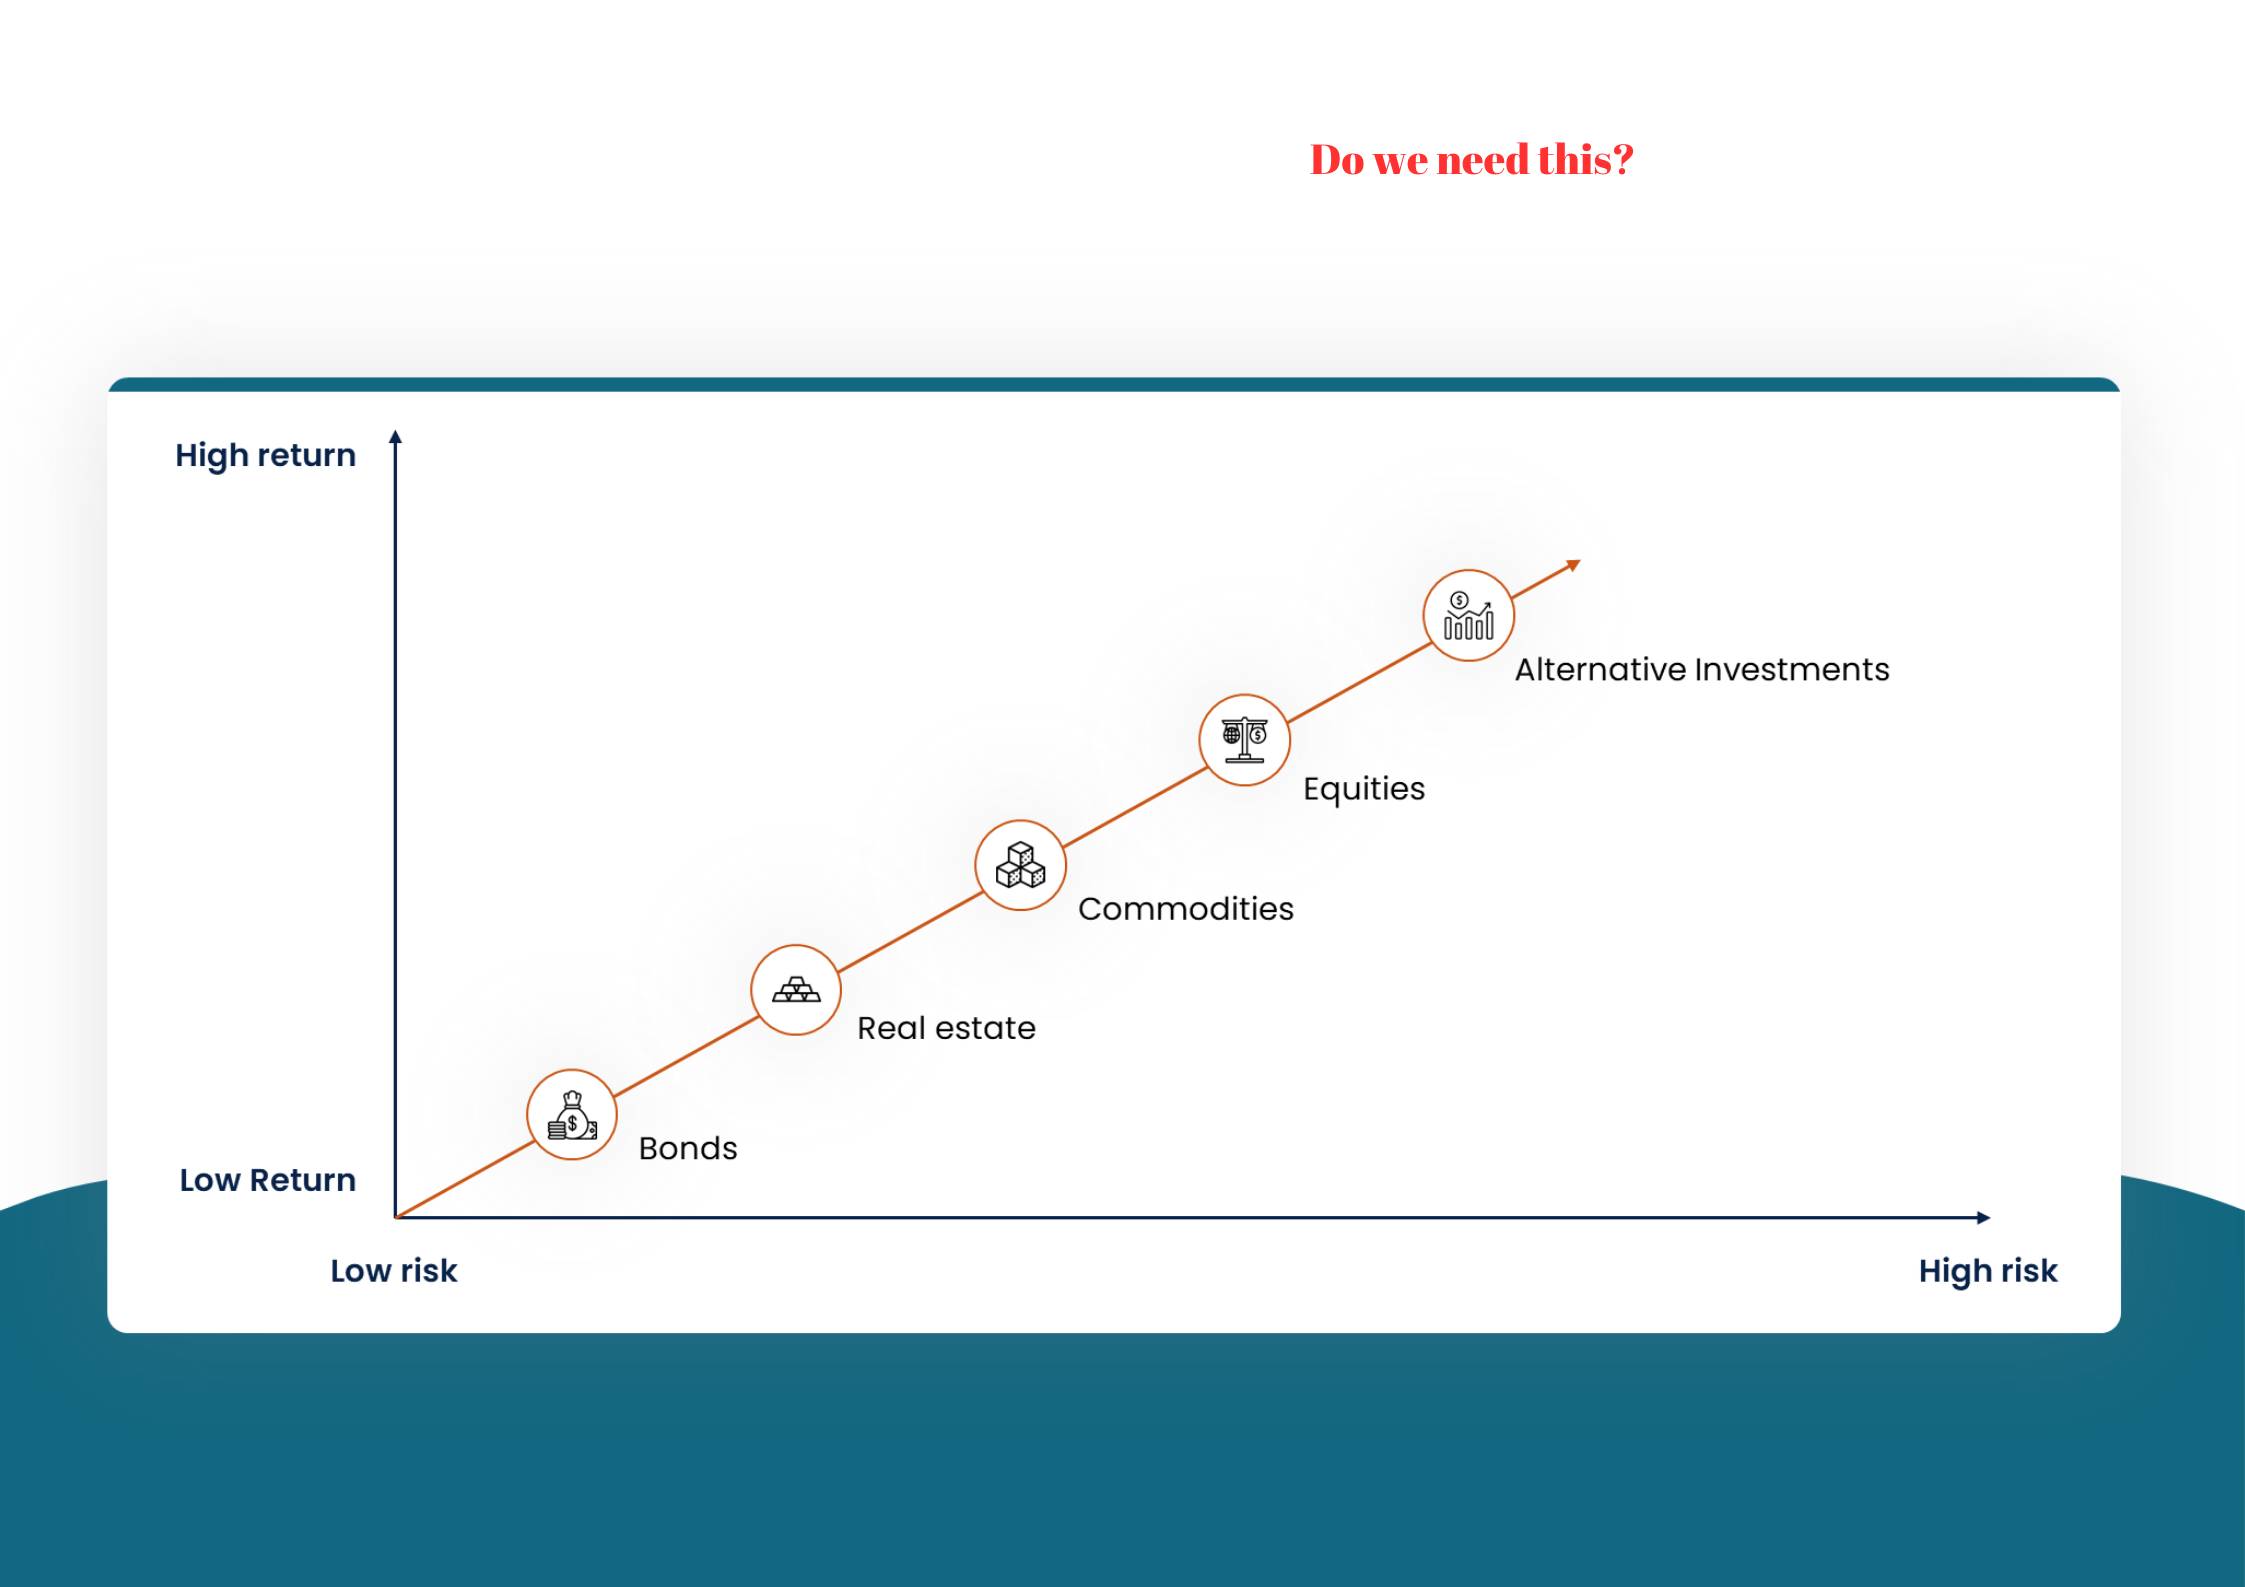 Do we need this?
High return
Alternative Investments
Equities
Commodities
Real estate
Bonds
Low Return
Low risk
High risk